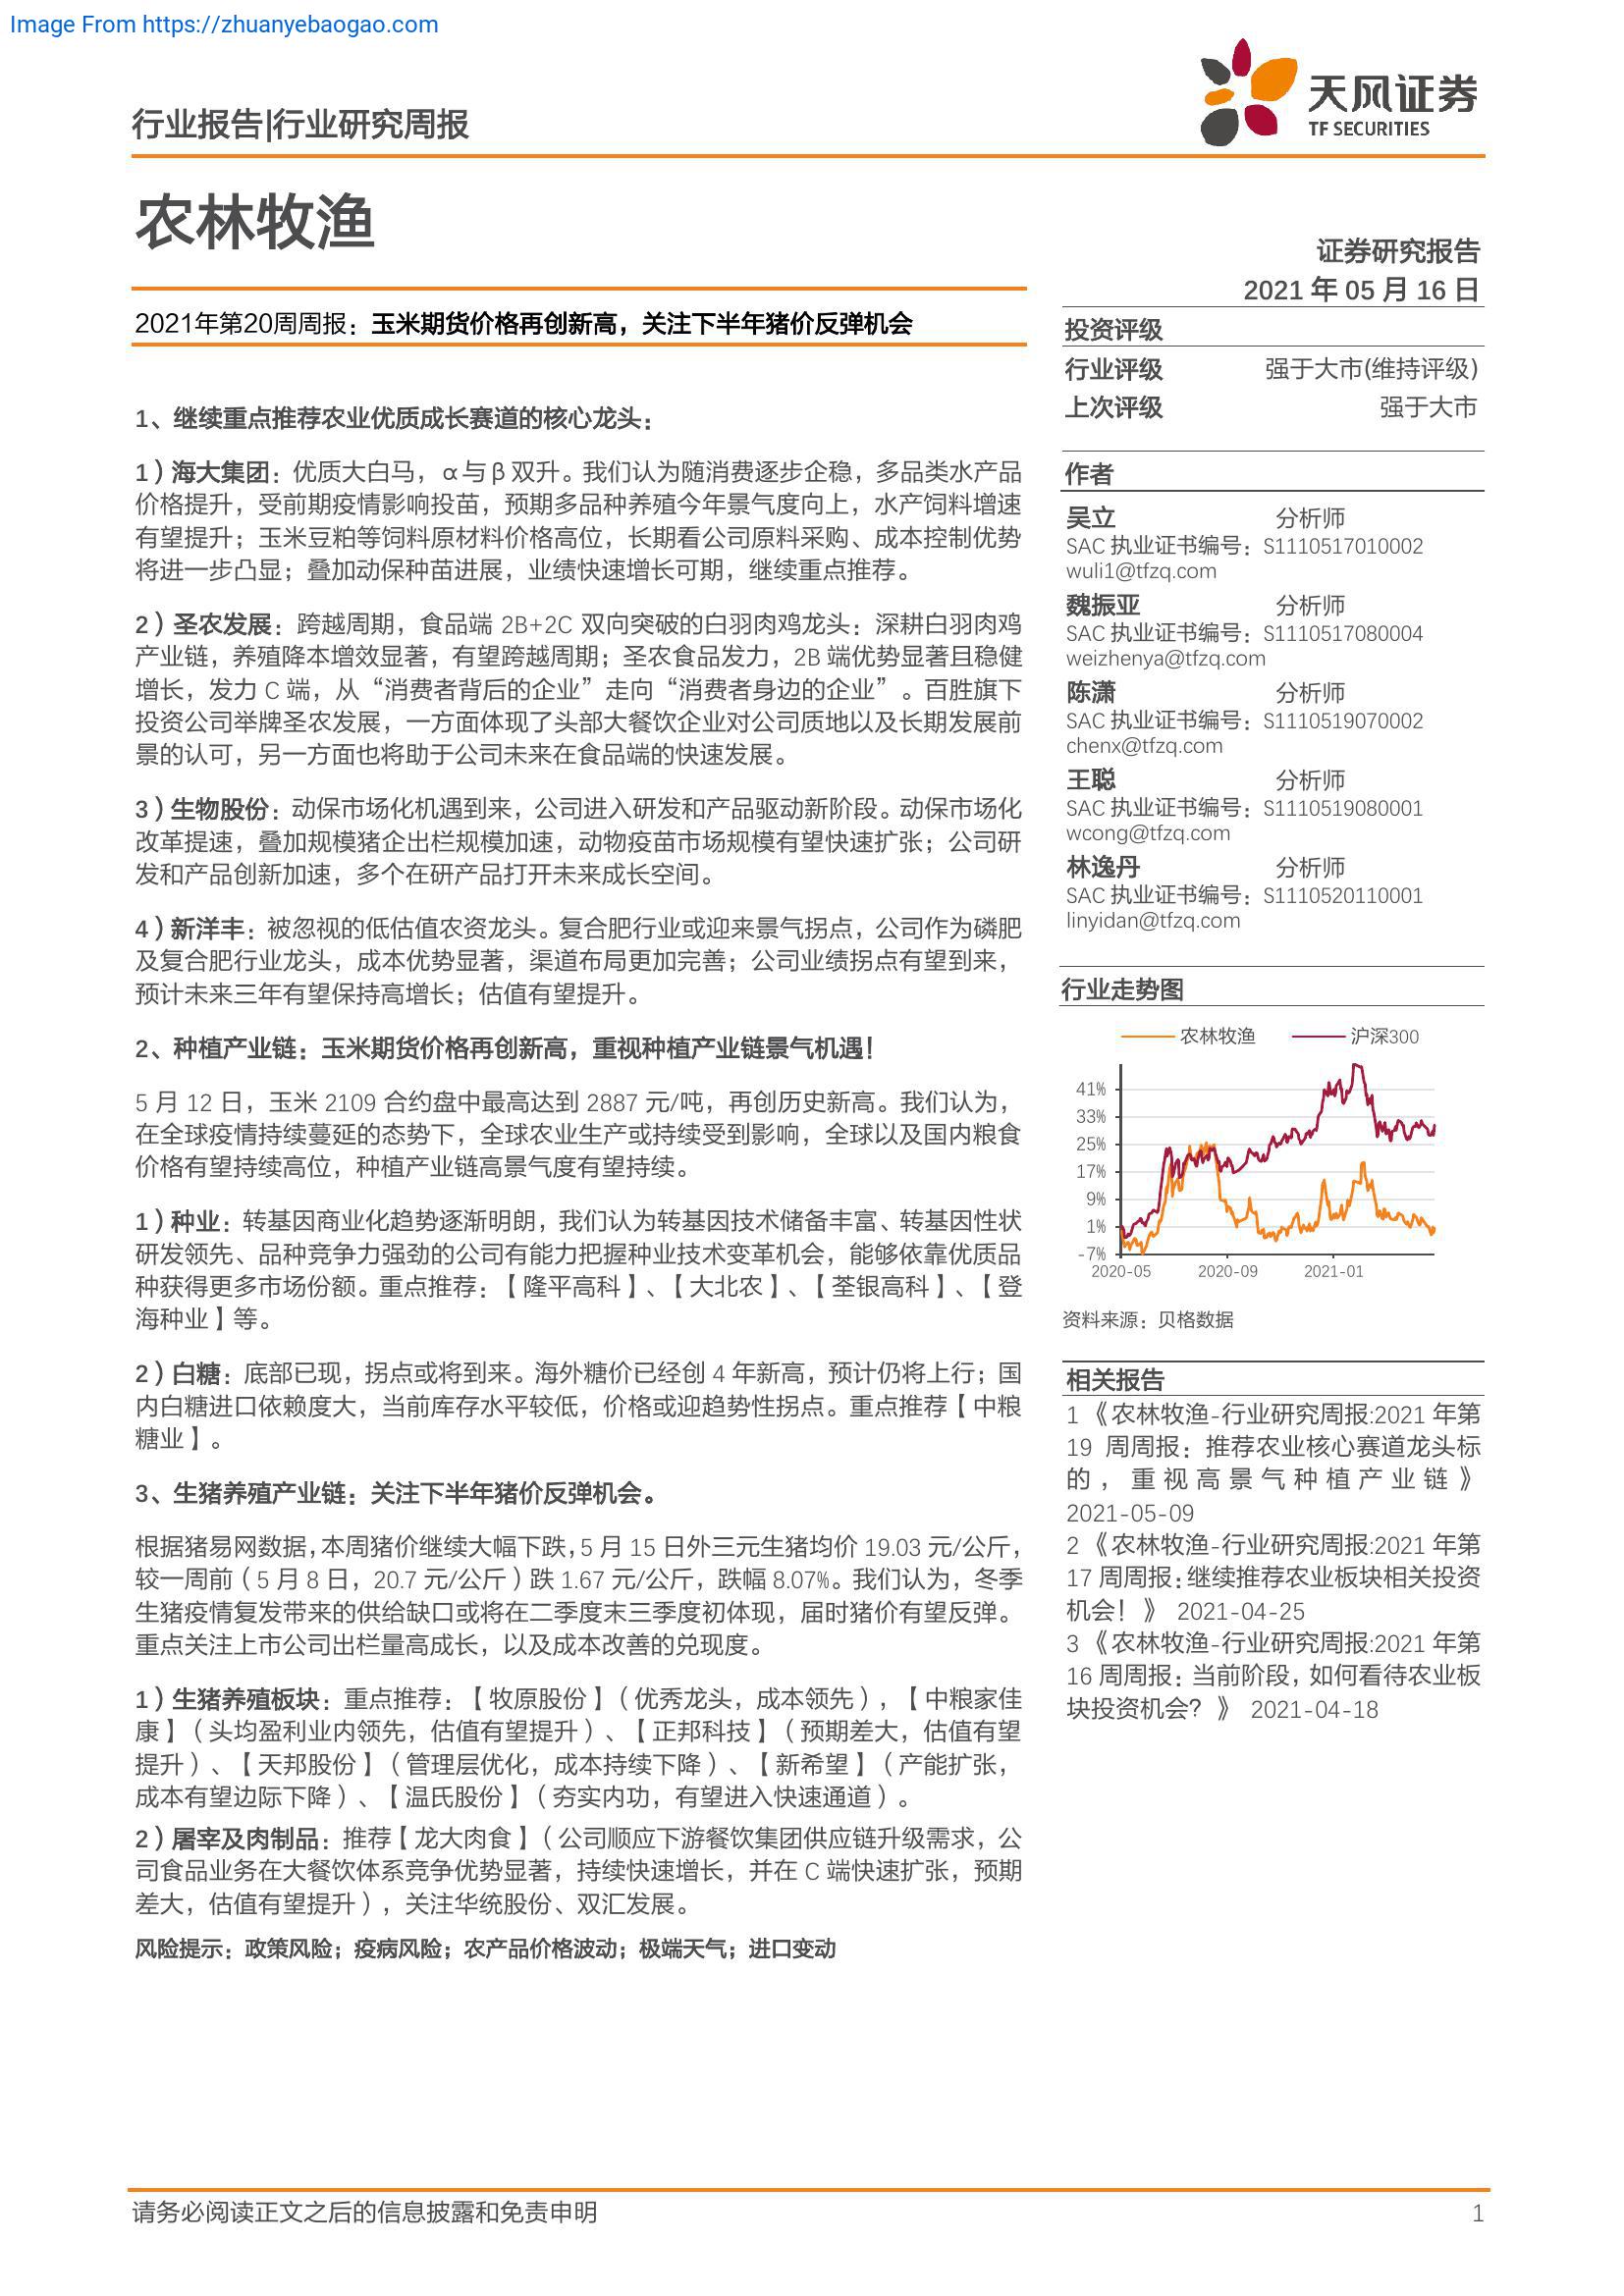 Image From https://zhuanyebaogao.com
行业报告|行业研究周报
天风证券
TF SECURITIES
农林牧渔
2021年第20周周报：玉米期货价格再创新高，关注下半年猪价反弹机会
1、继续重点推荐农业优质成长赛道的核心龙头：
1）海大集团：优质大白马，α与β双升。我们认为随消费逐步企稳，多品类水产品
价格提升，受前期疫情影响投苗，预期多品种养殖今年景气度向上，水产饲料增速
有望提升；玉米豆粕等饲料原材料价格高位，长期看公司原料采购、成本控制优势
将进一步凸显；叠加动保种苗进展，业绩快速增长可期，继续重点推荐。
2）圣农发展：跨越周期，食品端 2B+2C 双向突破的白羽肉鸡龙头：深耕白羽肉鸡
产业链，养殖降本增效显著，有望跨越周期；圣农食品发力，2B 端优势显著且稳健
增长，发力 C 端，从“消费者背后的企业”走向“消费者身边的企业”。百胜旗下
投资公司举牌圣农发展，一方面体现了头部大餐饮企业对公司质地以及长期发展前
景的认可，另一方面也将助于公司未来在食品端的快速发展。
3）生物股份：动保市场化机遇到来，公司进入研发和产品驱动新阶段。动保市场化
改革提速，叠加规模猪企出栏规模加速，动物疫苗市场规模有望快速扩张；公司研
发和产品创新加速，多个在研产品打开未来成长空间。
4）新洋丰：被忽视的低估值农资龙头。复合肥行业或迎来景气拐点，公司作为磷肥
及复合肥行业龙头，成本优势显著，渠道布局更加完善；公司业绩拐点有望到来，
预计未来三年有望保持高增长；估值有望提升。
2、种植产业链：玉米期货价格再创新高，重视种植产业链景气机遇！
5 月 12 日，玉米 2109 合约盘中最高达到 2887 元/吨，再创历史新高。我们认为，
在全球疫情持续蔓延的态势下，全球农业生产或持续受到影响，全球以及国内粮食
价格有望持续高位，种植产业链高景气度有望持续。
1）种业：转基因商业化趋势逐渐明朗，我们认为转基因技术储备丰富、转基因性状
研发领先、品种竞争力强劲的公司有能力把握种业技术变革机会，能够依靠优质品
种获得更多市场份额。重点推荐：【隆平高科】、【大北农】、【荃银高科】、【登
海种业】等。
2）白糖：底部已现，拐点或将到来。海外糖价已经创 4 年新高，预计仍将上行；国
内白糖进口依赖度大，当前库存水平较低，价格或迎趋势性拐点。重点推荐【中粮
糖业】。
3、生猪养殖产业链：关注下半年猪价反弹机会。
根据猪易网数据，本周猪价继续大幅下跌，5 月 15 日外三元生猪均价 19.03 元/公斤，
较一周前（5 月 8 日，20.7 元/公斤）跌 1.67 元/公斤，跌幅 8.07%。我们认为，冬季
生猪疫情复发带来的供给缺口或将在二季度末三季度初体现，届时猪价有望反弹。
重点关注上市公司出栏量高成长，以及成本改善的兑现度。
1）生猪养殖板块：重点推荐：【牧原股份】（优秀龙头，成本领先），【中粮家佳
康】（头均盈利业内领先，估值有望提升）、【正邦科技】（预期差大，估值有望
提升）、【天邦股份】（管理层优化，成本持续下降）、【新希望】（产能扩张，
成本有望边际下降）、【温氏股份】（夯实内功，有望进入快速通道）。
2）屠宰及肉制品：推荐【龙大肉食】（公司顺应下游餐饮集团供应链升级需求，公
司食品业务在大餐饮体系竞争优势显著，持续快速增长，并在 C 端快速扩张，预期
差大，估值有望提升），关注华统股份、双汇发展。
风险提示：政策风险；疫病风险；农产品价格波动；极端天气；进口变动
证券研究报告
2021 年 05 月 16 日
投资评级
行业评级 强于大市(维持评级)
上次评级 强于大市
作者
吴立 分析师
SAC 执业证书编号：S1110517010002
wuli1@tfzq.com
魏振亚 分析师
SAC 执业证书编号：S1110517080004
weizhenya@tfzq.com
陈潇 分析师
SAC 执业证书编号：S1110519070002
chenx@tfzq.com
王聪 分析师
SAC 执业证书编号：S1110519080001
wcong@tfzq.com
林逸丹 分析师
SAC 执业证书编号：S1110520110001
linyidan@tfzq.com
行业走势图
农林牧渔 沪深300
41%
33%
25%
17%
9%
1%
-7%
2020-05 2020-09 2021-01
资料来源：贝格数据
相关报告
1 《农林牧渔-行业研究周报:2021 年第
19 周周报：推荐农业核心赛道龙头标
的，重视高景气种植产业链》
2021-05-09
2 《农林牧渔-行业研究周报:2021 年第
17 周周报:继续推荐农业板块相关投资
机会！》 2021-04-25
3 《农林牧渔-行业研究周报:2021 年第
16 周周报：当前阶段，如何看待农业板
块投资机会？》 2021-04-18
请务必阅读正文之后的信息披露和免责申明 1